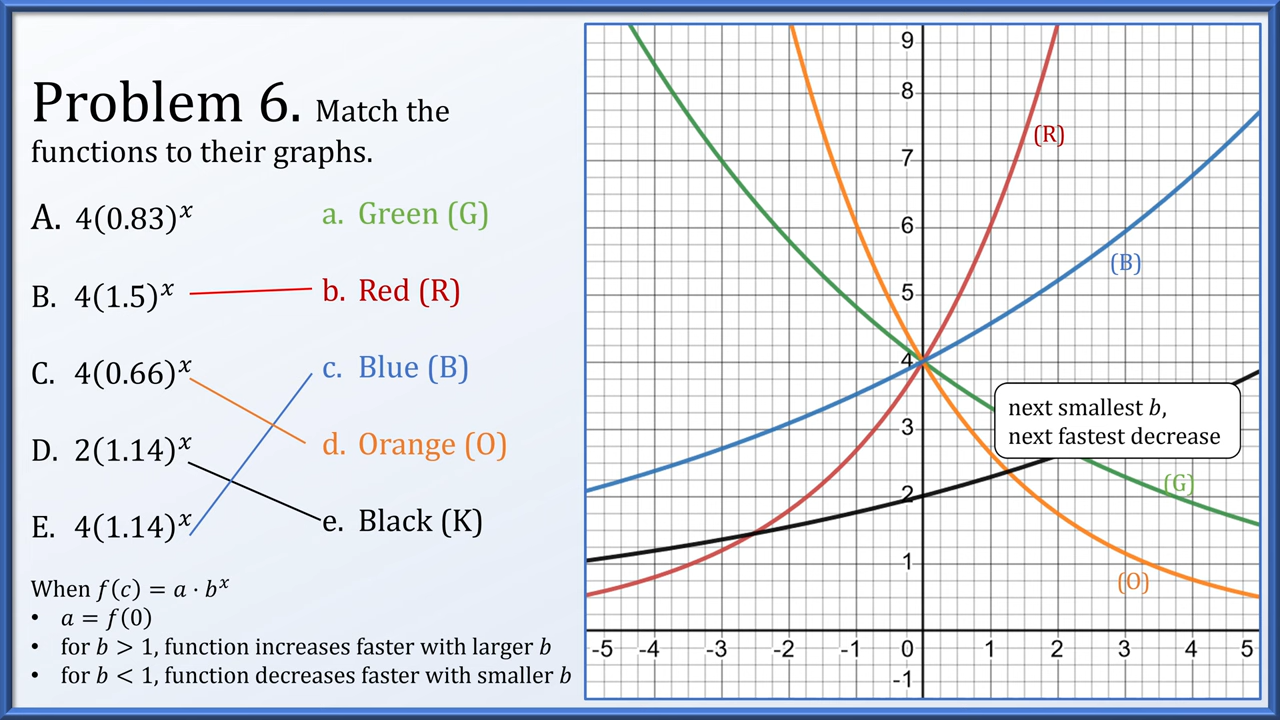 Problem 6. Match the
functions to their graphs.
A. 4(0.83)ˣ
a. Green (G)
B. 4(1.5)ˣ
b. Red (R)
C. 4(0.66)ˣ
c. Blue (B)
D. 2(1.14)ˣ
d. Orange (O)
E. 4(1.14)ˣ
e. Black (K)
When f(c) = a · bˣ
• a = f(0)
• for b > 1, function increases faster with larger b
• for b < 1, function decreases faster with smaller b
9
8
(R)
7
6
(B)
5
4
next smallest b,
next fastest decrease
3
(G)
2
1
(O)
-5 -4 -3 -2 -1 0 1 2 3 4 5
-1